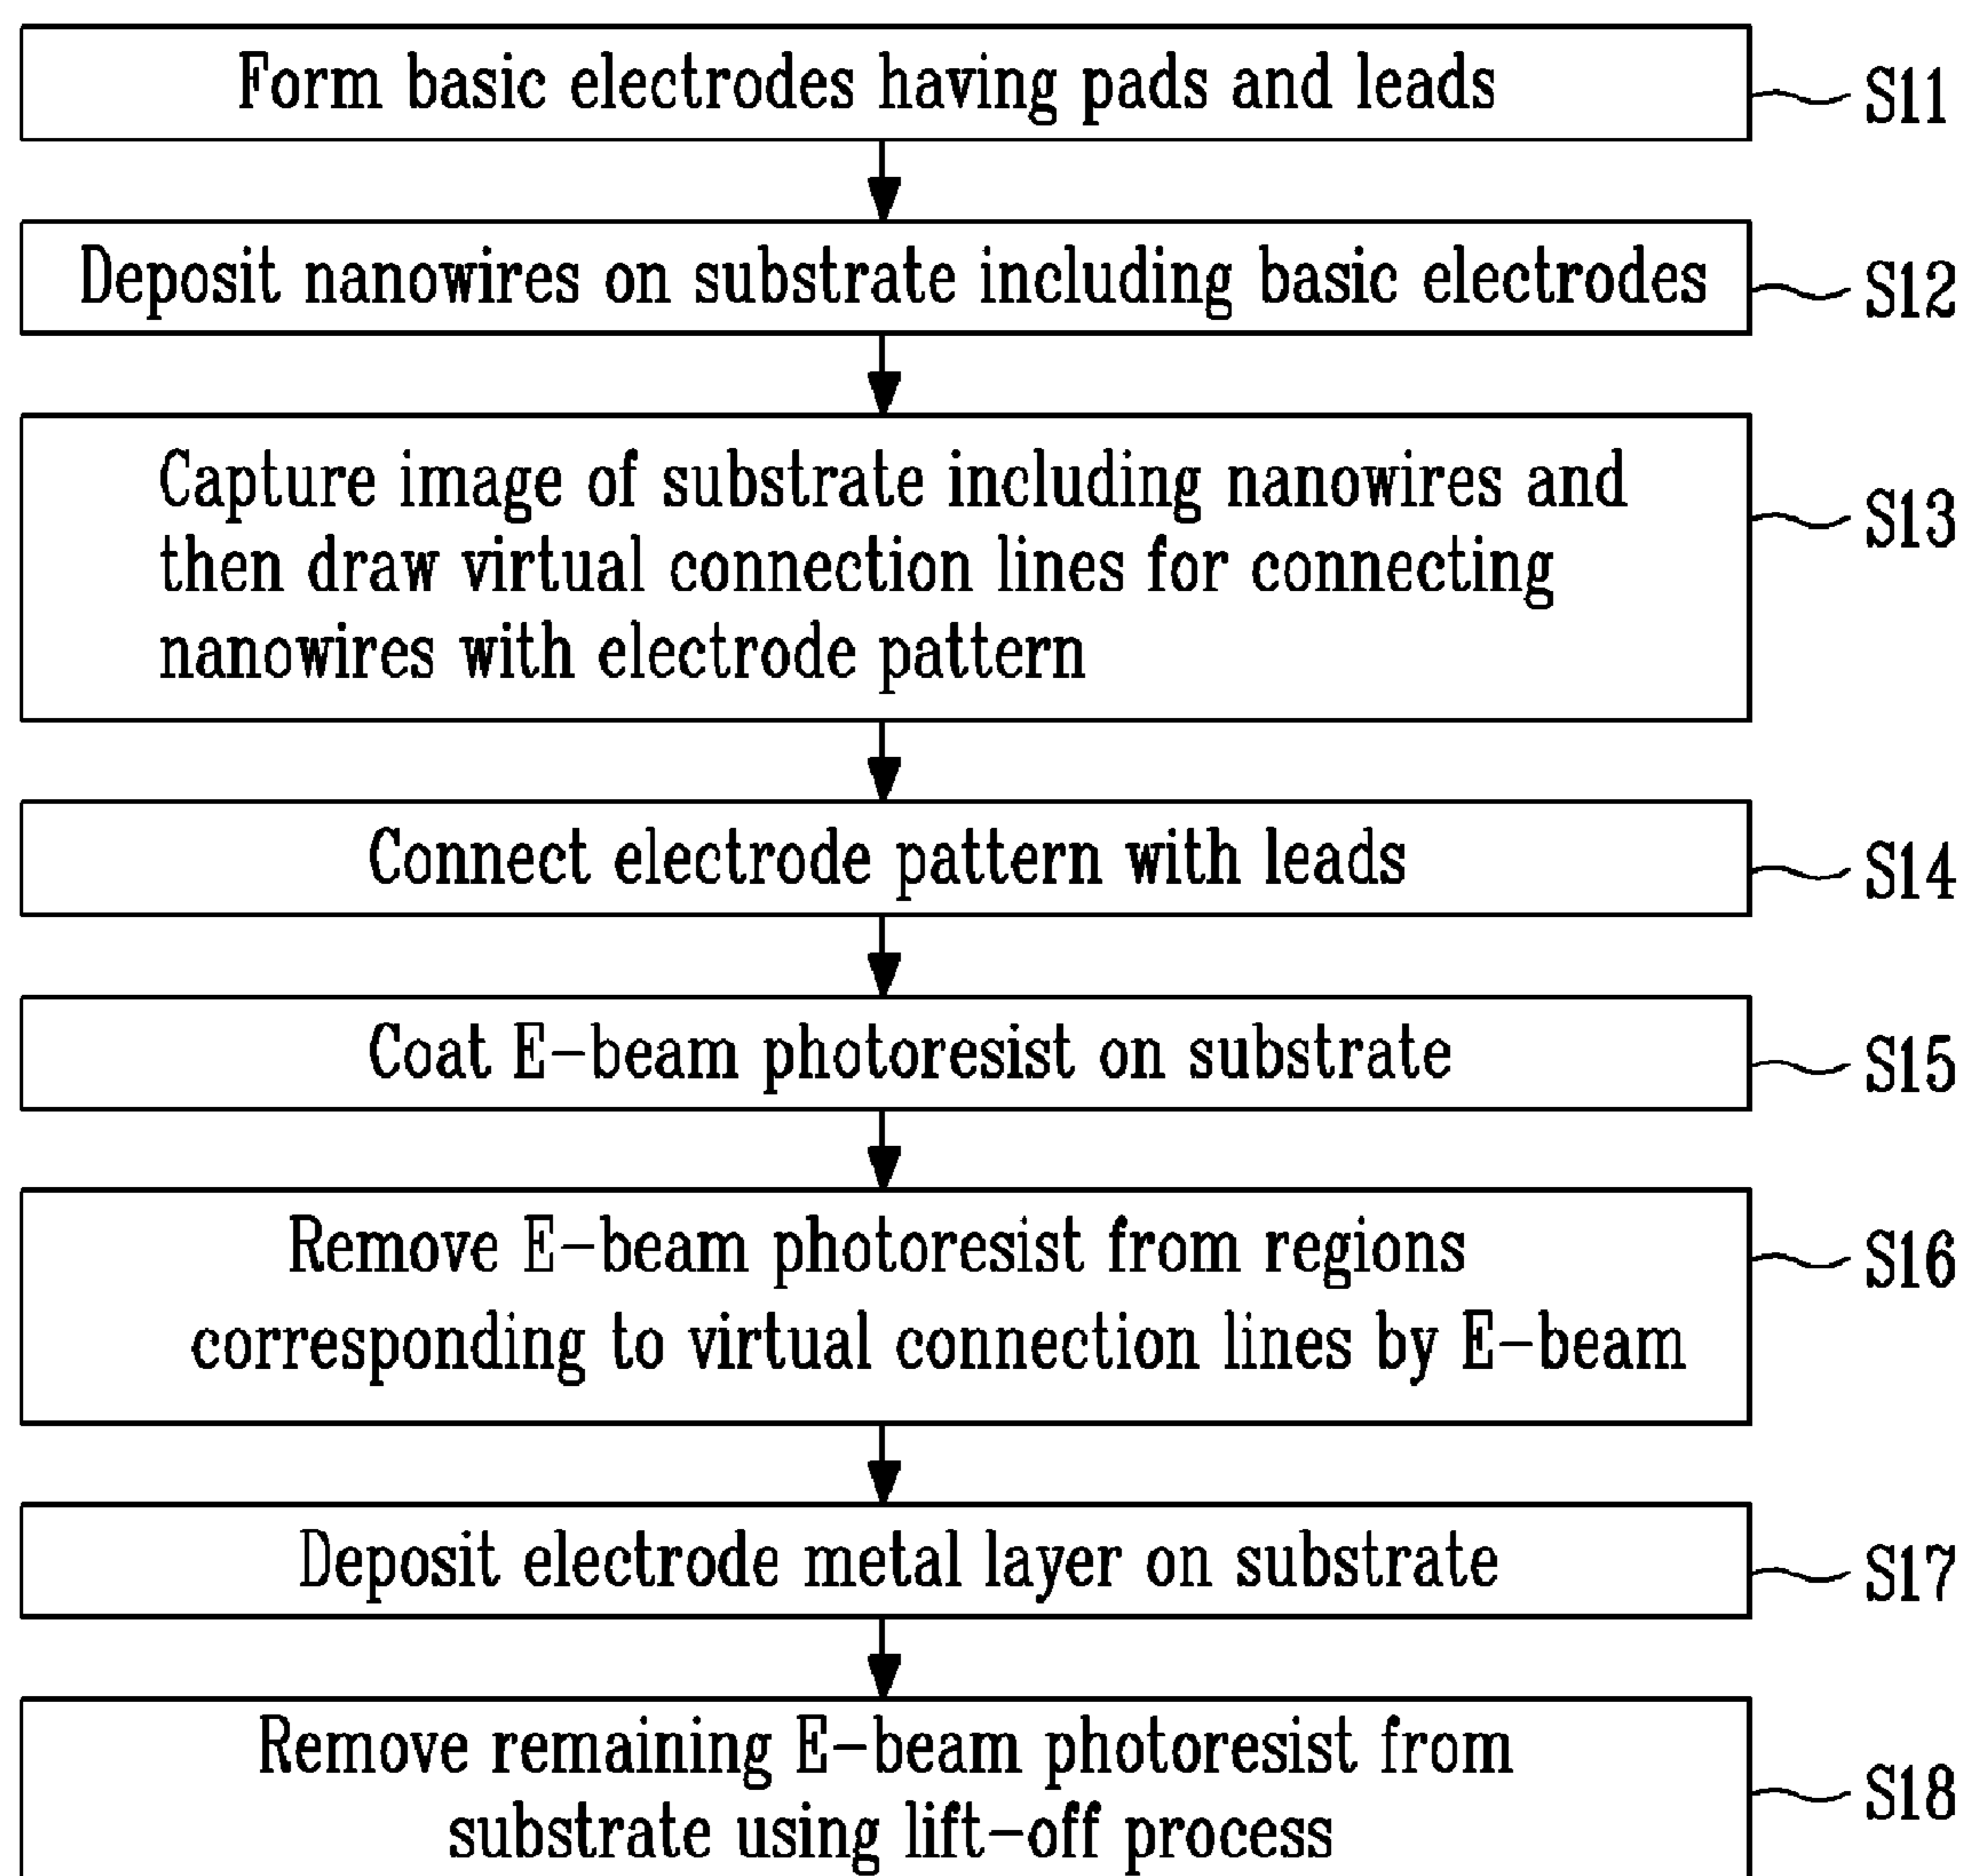 Form basic electrodes having pads and leads
S11
Deposit nanowires on substrate including basic electrodes
S12
Capture image of substrate including nanowires and
then draw virtual connection lines for connecting
nanowires with electrode pattern
S13
Connect electrode pattern with leads
S14
Coat E-beam photoresist on substrate
S15
Remove E-beam photoresist from regions
corresponding to virtual connection lines by E-beam
S16
Deposit electrode metal layer on substrate
S17
Remove remaining E-beam photoresist from
substrate using lift-off process
S18